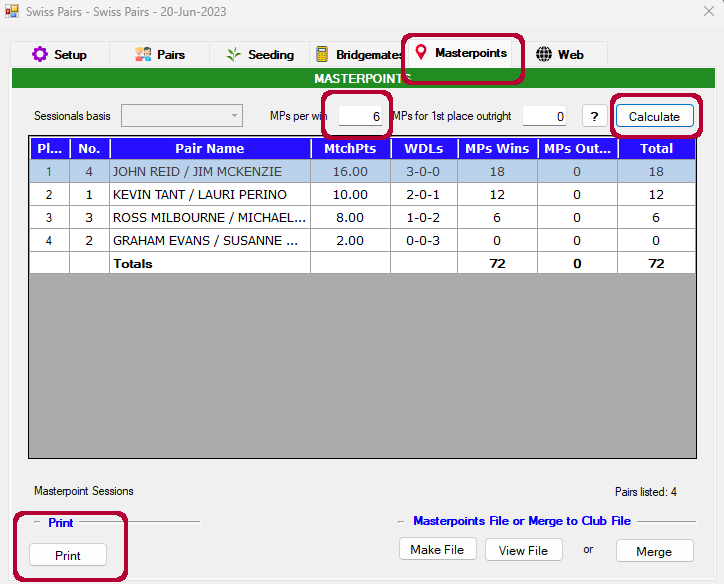 Swiss Pairs - Swiss Pairs - 20-Jun-2023
Setup Pairs Seeding Bridgemates Masterpoints Web
MASTERPOINTS
Sessionals basis MPs per win 6 MPs for 1st place outright 0 ? Calculate
Pl... No. Pair Name MtchPts WDLs MPs Wins MPs Out... Total
1 4 JOHN REID / JIM MCKENZIE 16.00 3-0-0 18 0 18
2 1 KEVIN TANT / LAURI PERINO 10.00 2-0-1 12 0 12
3 3 ROSS MILBOURNE / MICHAEL... 8.00 1-0-2 6 0 6
4 2 GRAHAM EVANS / SUSANNE ... 2.00 0-0-3 0 0 0
Totals 72 0 72
Masterpoint Sessions Pairs listed: 4
Print Masterpoints File or Merge to Club File
Print Make File View File or Merge